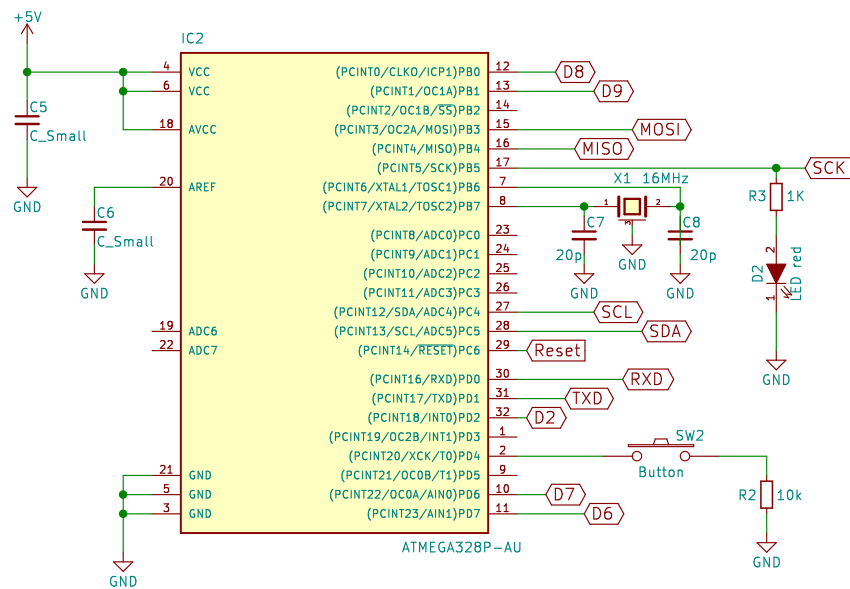 +5V
IC2
4 VCC (PCINT0/CLKO/ICP1)PB0 12 D8
6 VCC (PCINT1/OC1A)PB1 13 D9
(PCINT2/OC1B/SS)PB2 14
C5
C_Small
18 AVCC (PCINT3/OC2A/MOSI)PB3 15 MOSI
(PCINT4/MISO)PB4 16 MISO
(PCINT5/SCK)PB5 17 SCK
X1 16MHz
20 AREF (PCINT6/XTAL1/TOSC1)PB6 7
R3 1K
GND
(PCINT7/XTAL2/TOSC2)PB7 8
1 2 3
C6
C_Small
C7
20p
C8
20p
GND
(PCINT8/ADC0)PC0 23
(PCINT9/ADC1)PC1 24
2
D2
LED red
1
(PCINT10/ADC2)PC2 25
GND
GND
GND
(PCINT11/ADC3)PC3 26
(PCINT12/SDA/ADC4)PC4 27 SCL
19 ADC6 (PCINT13/SCL/ADC5)PC5 28 SDA
22 ADC7 (PCINT14/RESET)PC6 29 Reset
GND
(PCINT16/RXD)PD0 30 RXD
(PCINT17/TXD)PD1 31 TXD
(PCINT18/INT0)PD2 32 D2
(PCINT19/OC2B/INT1)PD3 1
SW2
(PCINT20/XCK/T0)PD4 2
Button
21 GND (PCINT21/OC0B/T1)PD5 9
5 GND (PCINT22/OC0A/AIN0)PD6 10 D7
R2 10k
3 GND (PCINT23/AIN1)PD7 11 D6
ATMEGA328P-AU
GND
GND